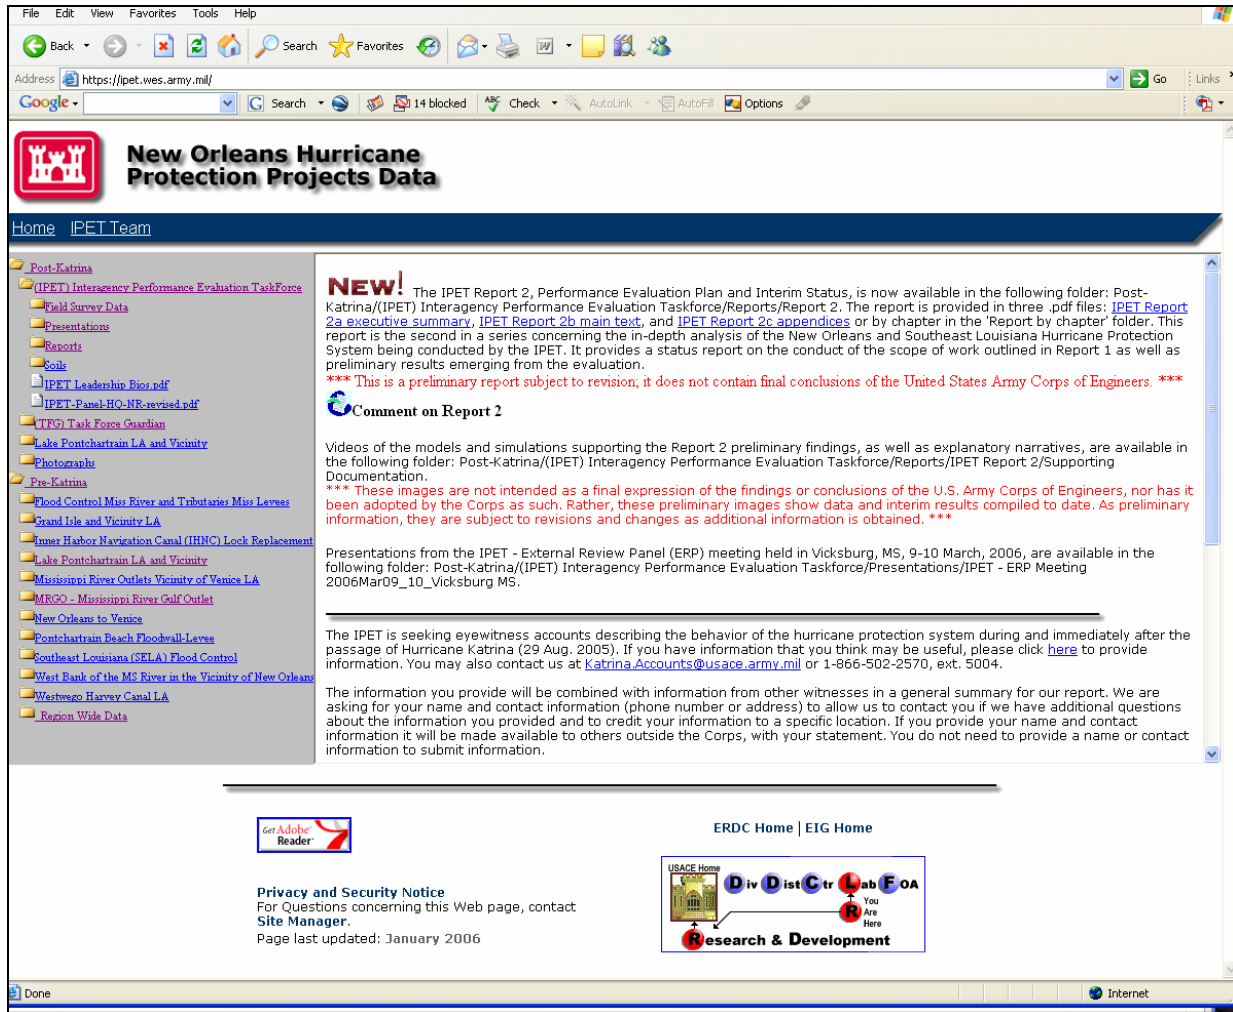 File Edit View Favorites Tools Help
Back Search Favorites
Address https://ipet.wes.army.mil/ Go Links
Google Search 14 blocked Check AutoLink AutoFill Options
New Orleans Hurricane
Protection Projects Data
Home IPET Team
Post-Katrina
(IPET) Interagency Performance Evaluation TaskForce
Field Survey Data
Presentations
Reports
Soils
IPET Leadership Bios.pdf
IPET-Panel-HQ-NR-revised.pdf
(TFG) Task Force Guardian
Lake Pontchartrain LA and Vicinity
Photographs
Pre-Katrina
Flood Control Miss River and Tributaries Miss Levees
Grand Isle and Vicinity LA
Inner Harbor Navigation Canal (IHNC) Lock Replacement
Lake Pontchartrain LA and Vicinity
Mississippi River Outlets Vicinity of Venice LA
MRGO - Mississippi River Gulf Outlet
New Orleans to Venice
Pontchartrain Beach Floodwall-Levee
Southeast Louisiana (SELA) Flood Control
West Bank of the MS River in the Vicinity of New Orleans
Westwego Harvey Canal LA
Region Wide Data
NEW! The IPET Report 2, Performance Evaluation Plan and Interim Status, is now available in the following folder: Post-
Katrina/(IPET) Interagency Performance Evaluation Taskforce/Reports/Report 2. The report is provided in three .pdf files: IPET Report
2a executive summary, IPET Report 2b main text, and IPET Report 2c appendices or by chapter in the 'Report by chapter' folder. This
report is the second in a series concerning the in-depth analysis of the New Orleans and Southeast Louisiana Hurricane Protection
System being conducted by the IPET. It provides a status report on the conduct of the scope of work outlined in Report 1 as well as
preliminary results emerging from the evaluation.
*** This is a preliminary report subject to revision; it does not contain final conclusions of the United States Army Corps of Engineers. ***
Comment on Report 2
Videos of the models and simulations supporting the Report 2 preliminary findings, as well as explanatory narratives, are available in
the following folder: Post-Katrina/(IPET) Interagency Performance Evaluation Taskforce/Reports/IPET Report 2/Supporting
Documentation.
*** These images are not intended as a final expression of the findings or conclusions of the U.S. Army Corps of Engineers, nor has it
been adopted by the Corps as such. Rather, these preliminary images show data and interim results compiled to date. As preliminary
information, they are subject to revisions and changes as additional information is obtained. ***
Presentations from the IPET - External Review Panel (ERP) meeting held in Vicksburg, MS, 9-10 March, 2006, are available in the
following folder: Post-Katrina/(IPET) Interagency Performance Evaluation Taskforce/Presentations/IPET - ERP Meeting
2006Mar09_10_Vicksburg MS.
The IPET is seeking eyewitness accounts describing the behavior of the hurricane protection system during and immediately after the
passage of Hurricane Katrina (29 Aug. 2005). If you have information that you think may be useful, please click here to provide
information. You may also contact us at Katrina.Accounts@usace.army.mil or 1-866-502-2570, ext. 5004.
The information you provide will be combined with information from other witnesses in a general summary for our report. We are
asking for your name and contact information (phone number or address) to allow us to contact you if we have additional questions
about the information you provided and to credit your information to a specific location. If you provide your name and contact
information it will be made available to others outside the Corps, with your statement. You do not need to provide a name or contact
information to submit information.
Get Adobe Reader
Privacy and Security Notice
For Questions concerning this Web page, contact
Site Manager.
Page last updated: January 2006
ERDC Home | EIG Home
USACE Home
Div Dist Ctr Lab FOA
You
Are
Here
R
Research & Development
Done Internet